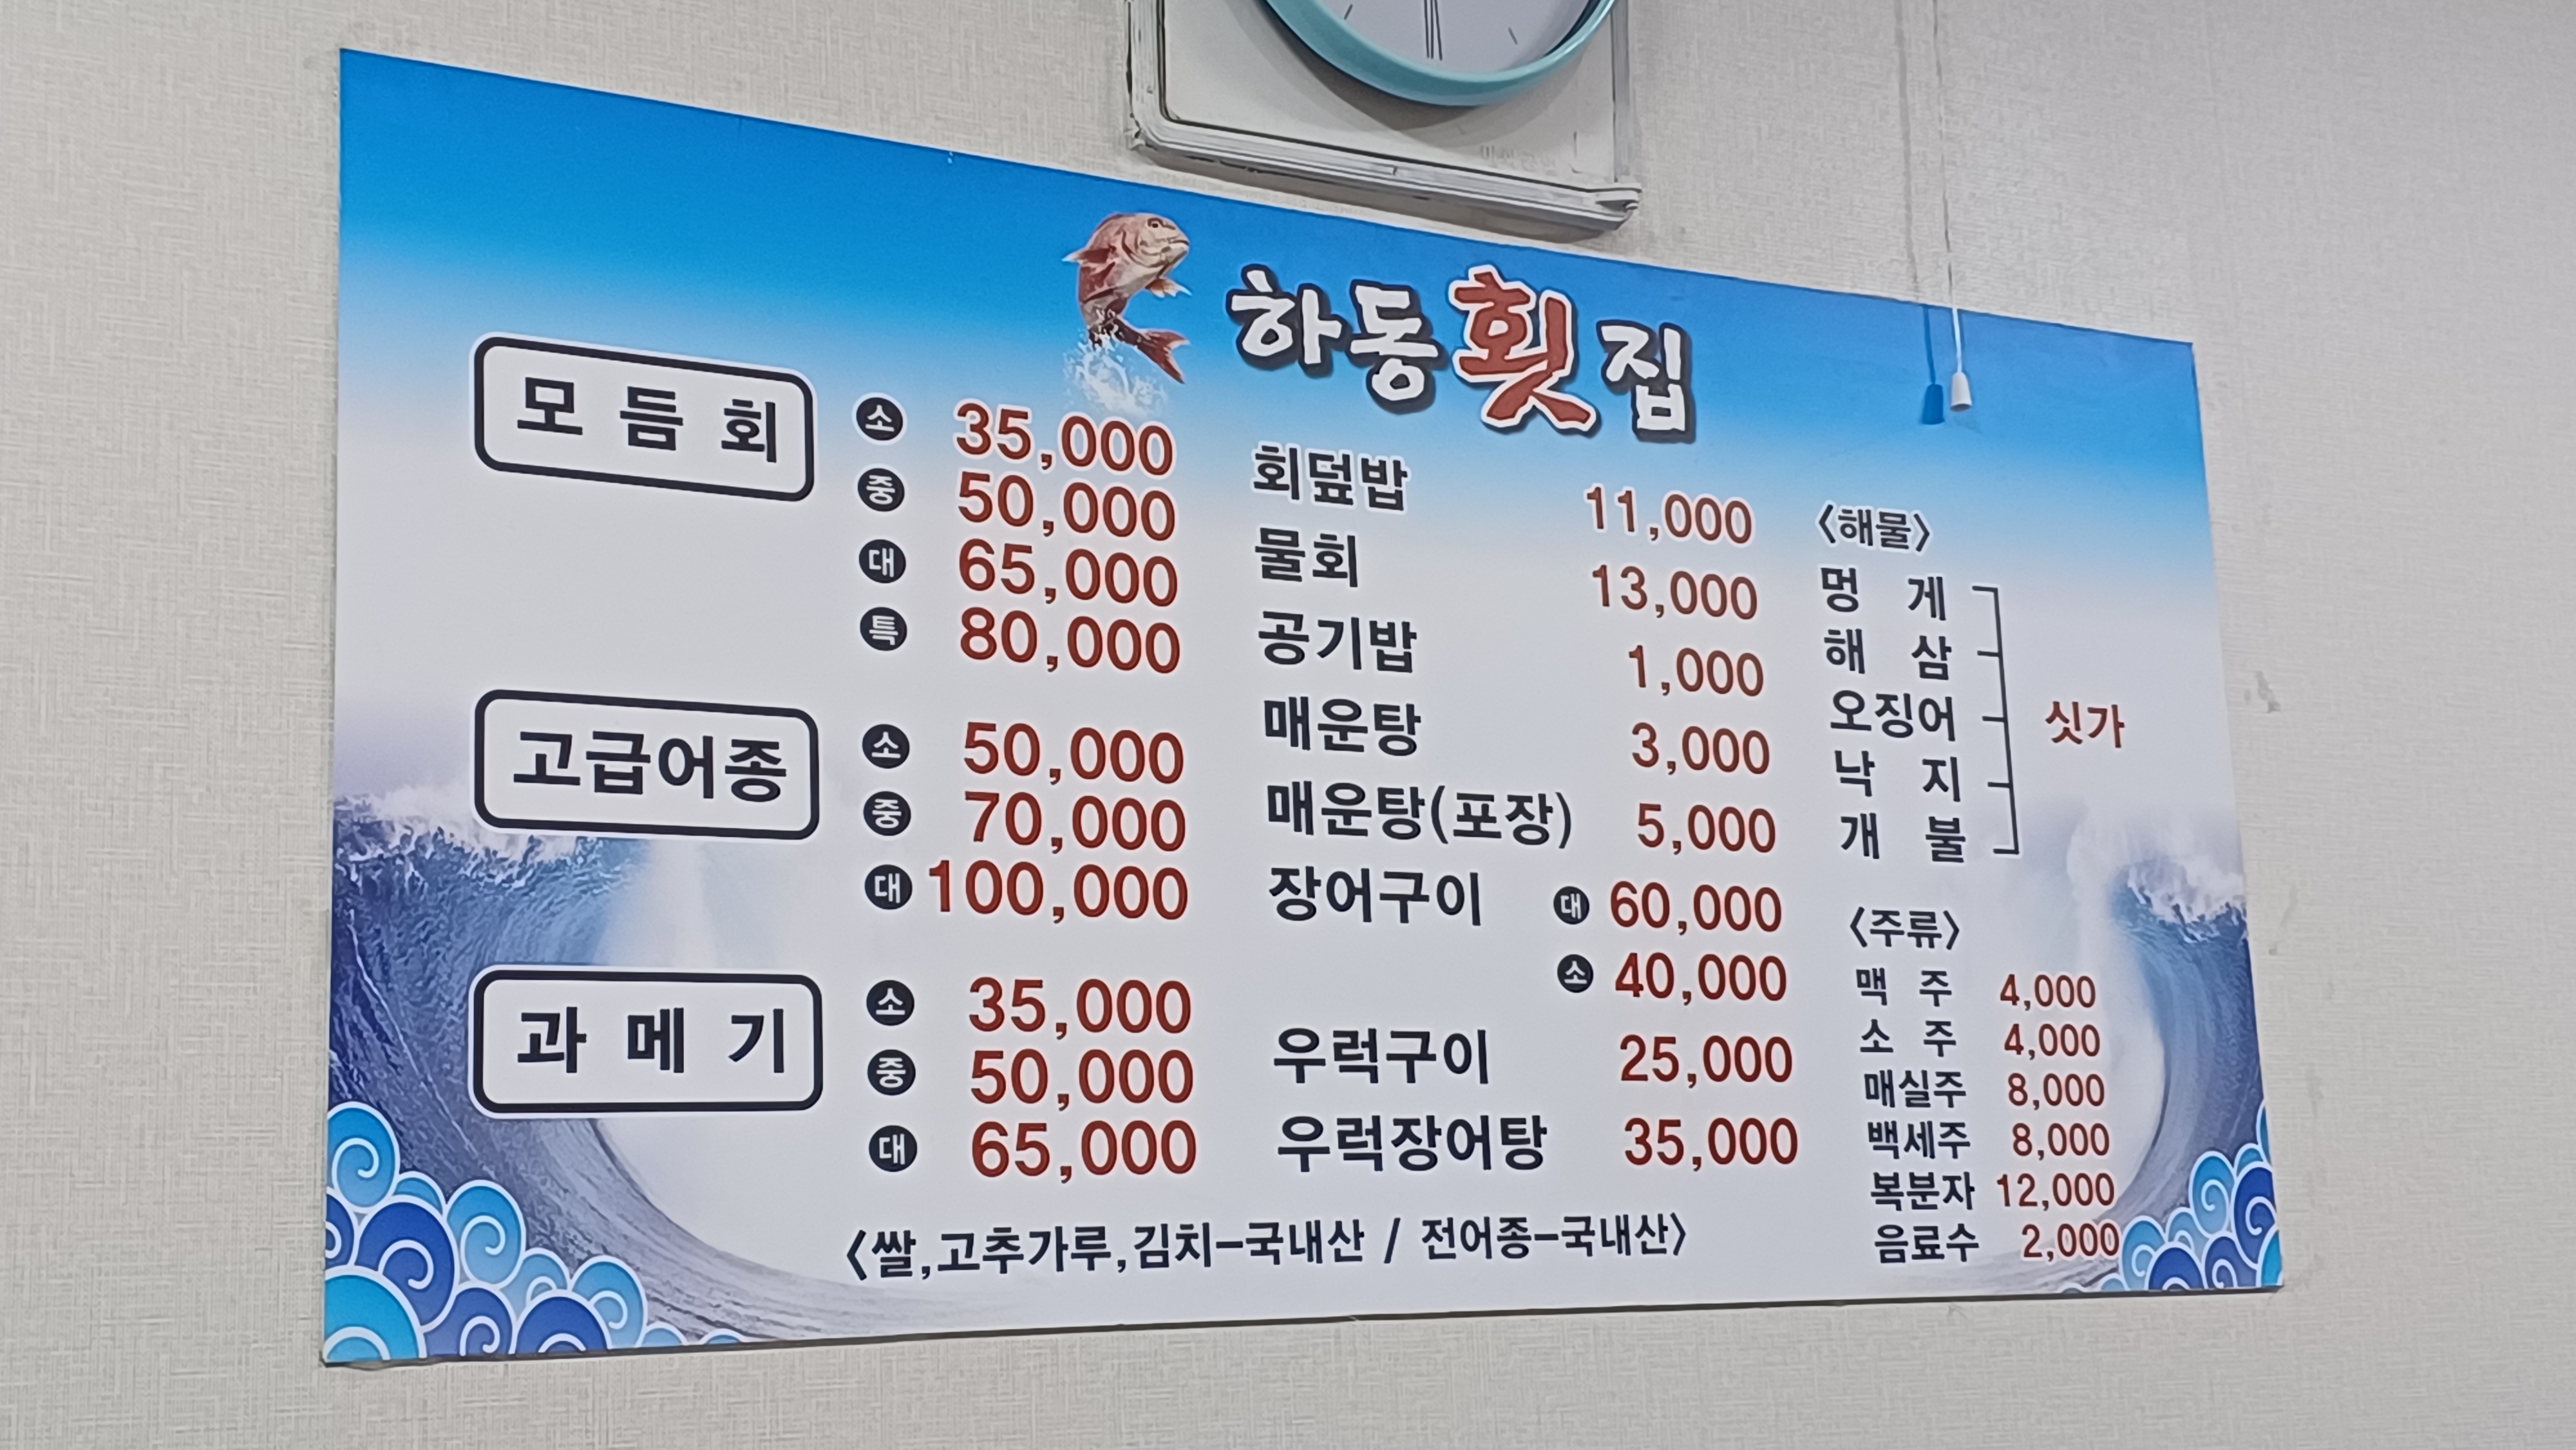 하동횟집
모듬회 소 35,000
중 50,000
대 65,000
특 80,000
고급어종 소 50,000
중 70,000
대 100,000
과메기 소 35,000
중 50,000
대 65,000
회덮밥 11,000
물회 13,000
공기밥 1,000
매운탕 3,000
매운탕(포장) 5,000
장어구이 대 60,000
소 40,000
우럭구이 25,000
우럭장어탕 35,000
〈해물〉
멍게
해삼
오징어
낙지
개불
싯가
〈주류〉
맥주 4,000
소주 4,000
매실주 8,000
백세주 8,000
복분자 12,000
음료수 2,000
〈쌀,고추가루,김치-국내산 / 전어종-국내산〉